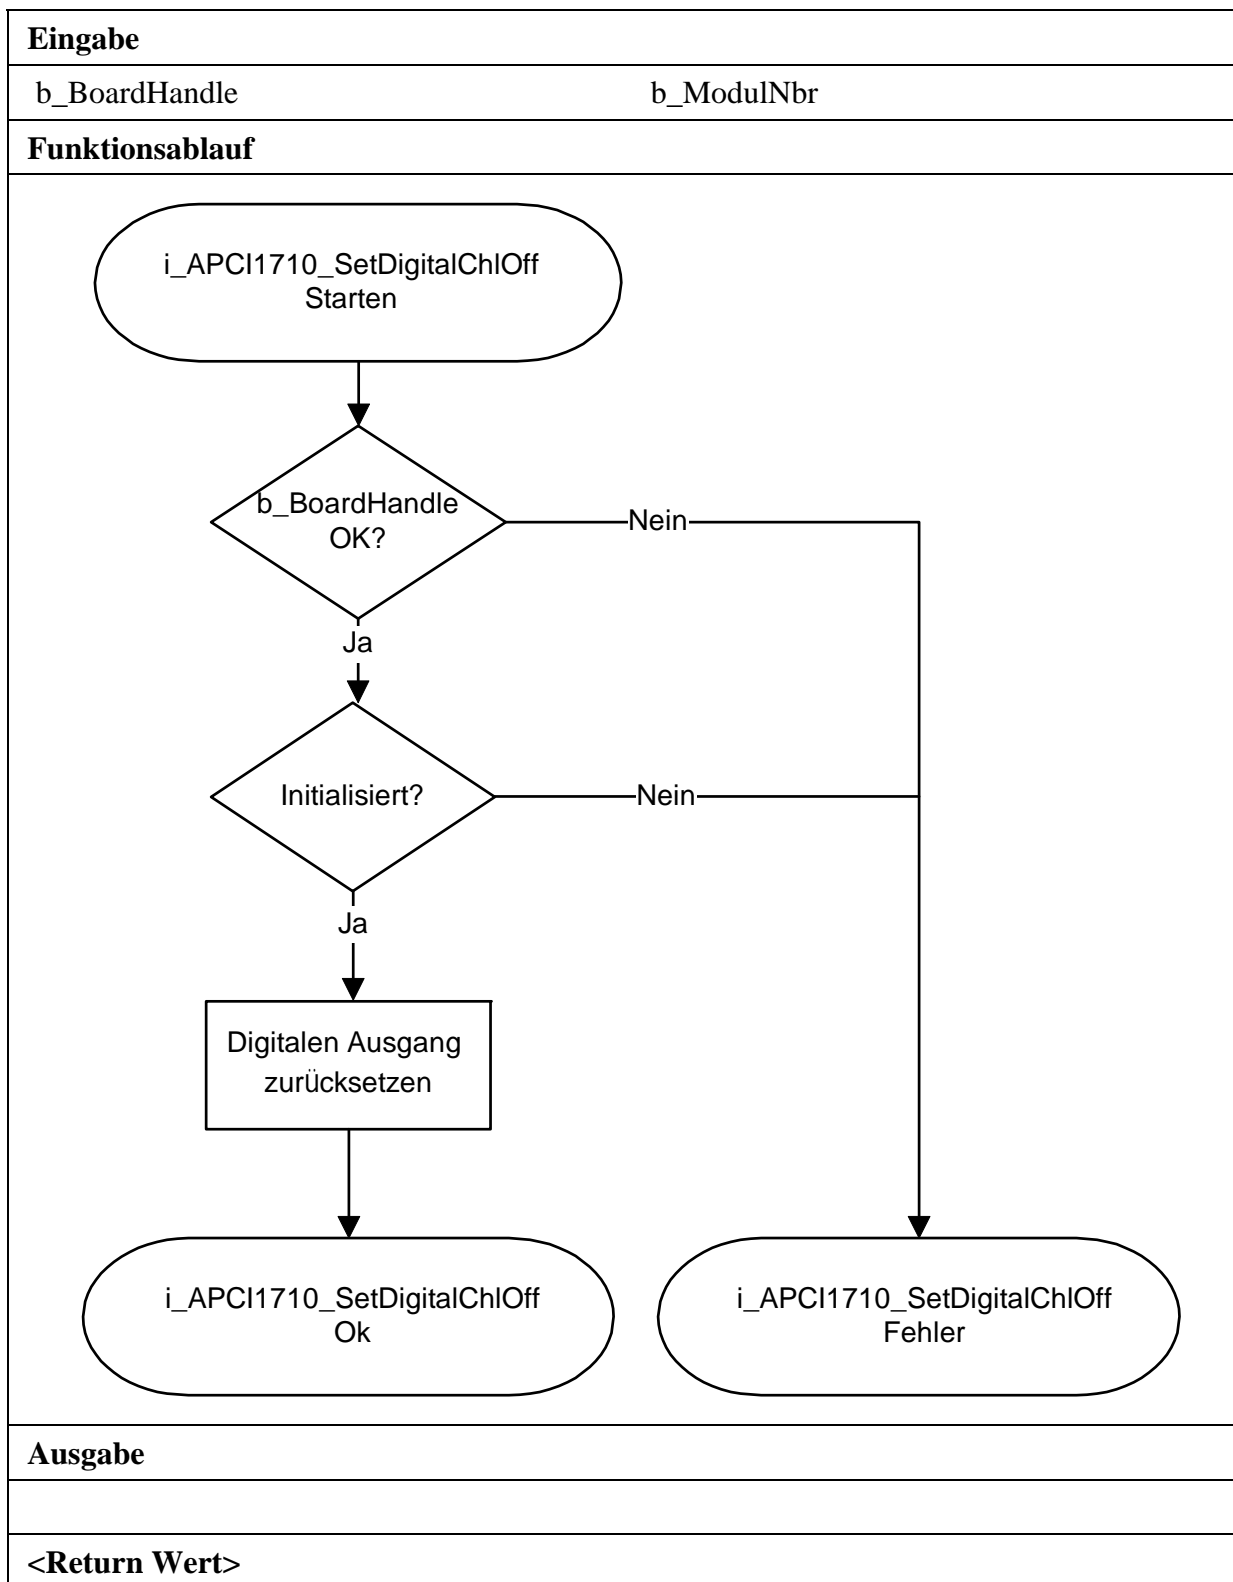 Eingabe
b_BoardHandle b_ModulNbr
Funktionsablauf
i_APCI1710_SetDigitalChlOff
Starten
b_BoardHandle
OK?
Nein
Ja
Initialisiert?
Nein
Ja
Digitalen Ausgang
zurÜcksetzen
i_APCI1710_SetDigitalChlOff
Ok
i_APCI1710_SetDigitalChlOff
Fehler
Ausgabe
<Return Wert>